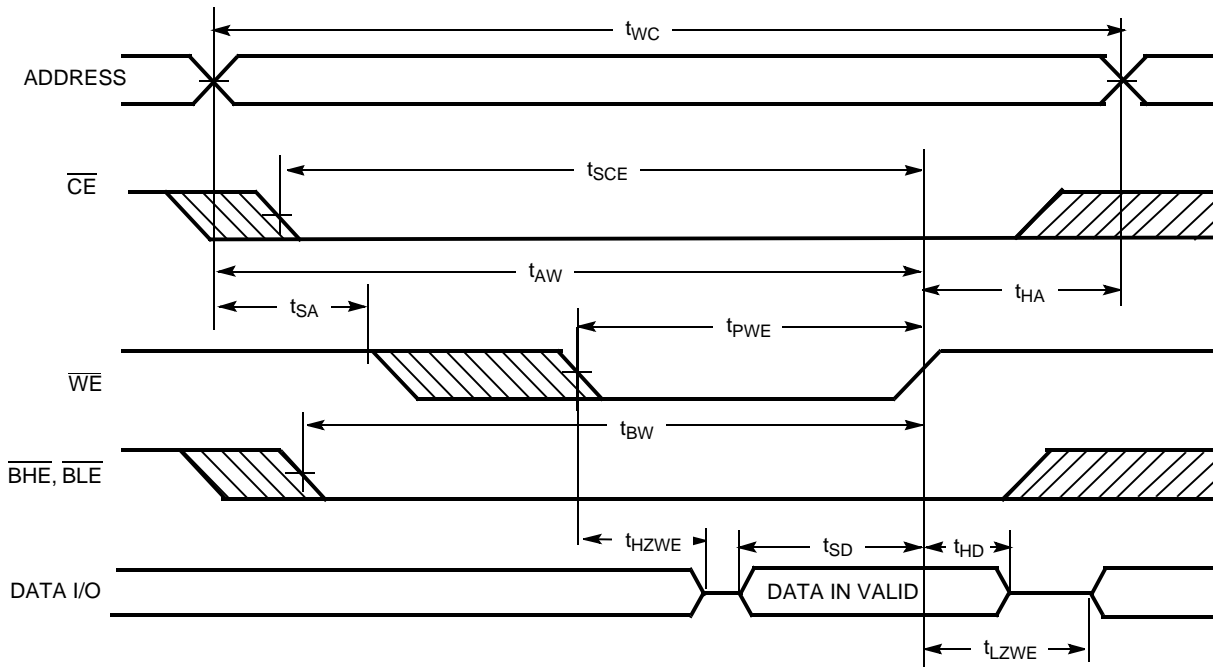 tWC
ADDRESS
tSCE
CE
tAW
tSA
tHA
tPWE
WE
tBW
BHE, BLE
tHZWE
tSD
tHD
DATA I/O
DATA IN VALID
tLZWE